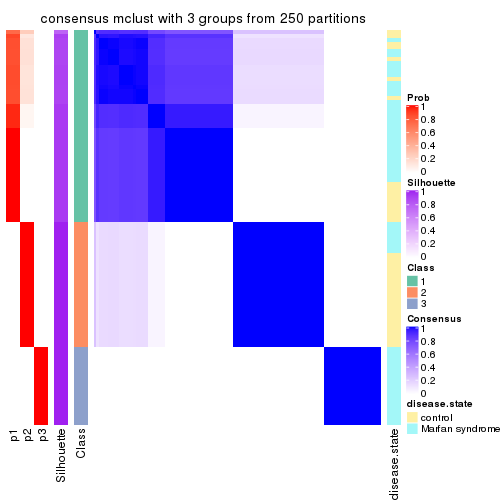 consensus mclust with 3 groups from 250 partitions
Prob
1
0.8
0.6
0.4
0.2
0
Silhouette
1
0.8
0.6
0.4
0.2
0
Class
1
2
3
Consensus
1
0.8
0.6
0.4
0.2
0
disease.state
control
Marfan syndrome
p1
p2
p3
Silhouette
Class
disease.state